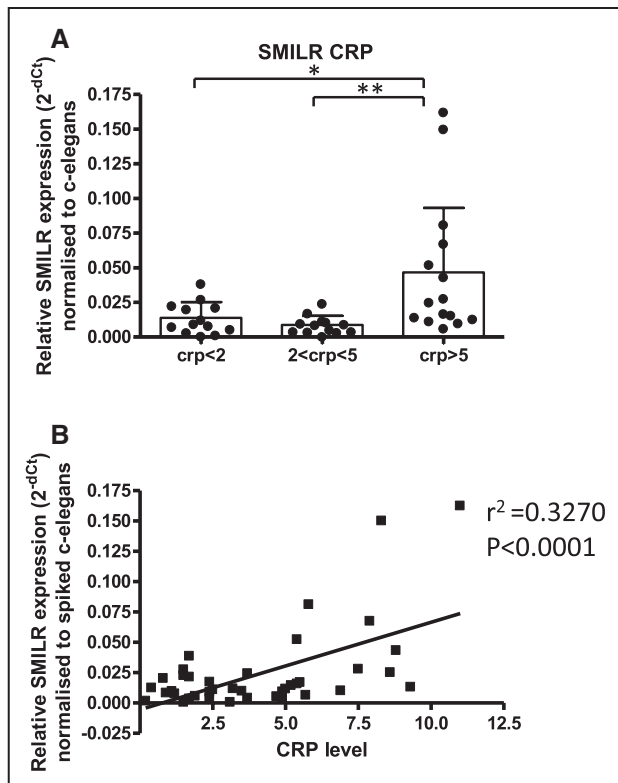 A
SMILR CRP
*
**
Relative SMILR expression (2^-dCt)
normalised to c-elegans
0.175
0.150
0.125
0.100
0.075
0.050
0.025
0.000
crp<2
2<crp<5
crp>5
B
Relative SMILR expression (2^-dCt)
normalised to spiked c-elegans
0.175
0.150
0.125
0.100
0.075
0.050
0.025
0.000
-0.025
2.5
5.0
7.5
10.0
12.5
CRP level
r² =0.3270
P<0.0001